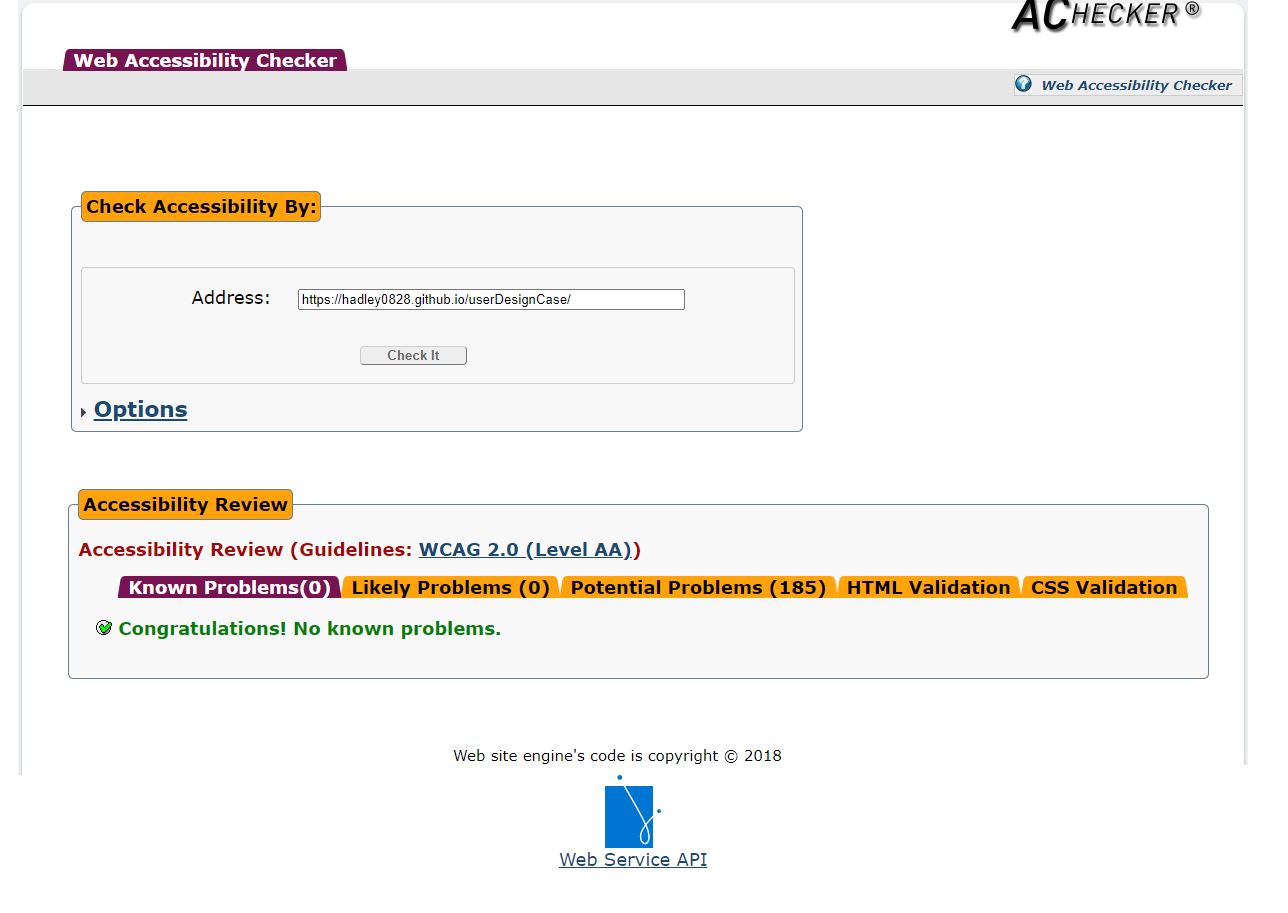 ACHECKER®
Web Accessibility Checker
Web Accessibility Checker
Check Accessibility By:
Address: https://hadley0828.github.io/userDesignCase/
Check It
Options
Accessibility Review
Accessibility Review (Guidelines: WCAG 2.0 (Level AA))
Known Problems(0) Likely Problems (0) Potential Problems (185) HTML Validation CSS Validation
Congratulations! No known problems.
Web site engine's code is copyright © 2018
Web Service API